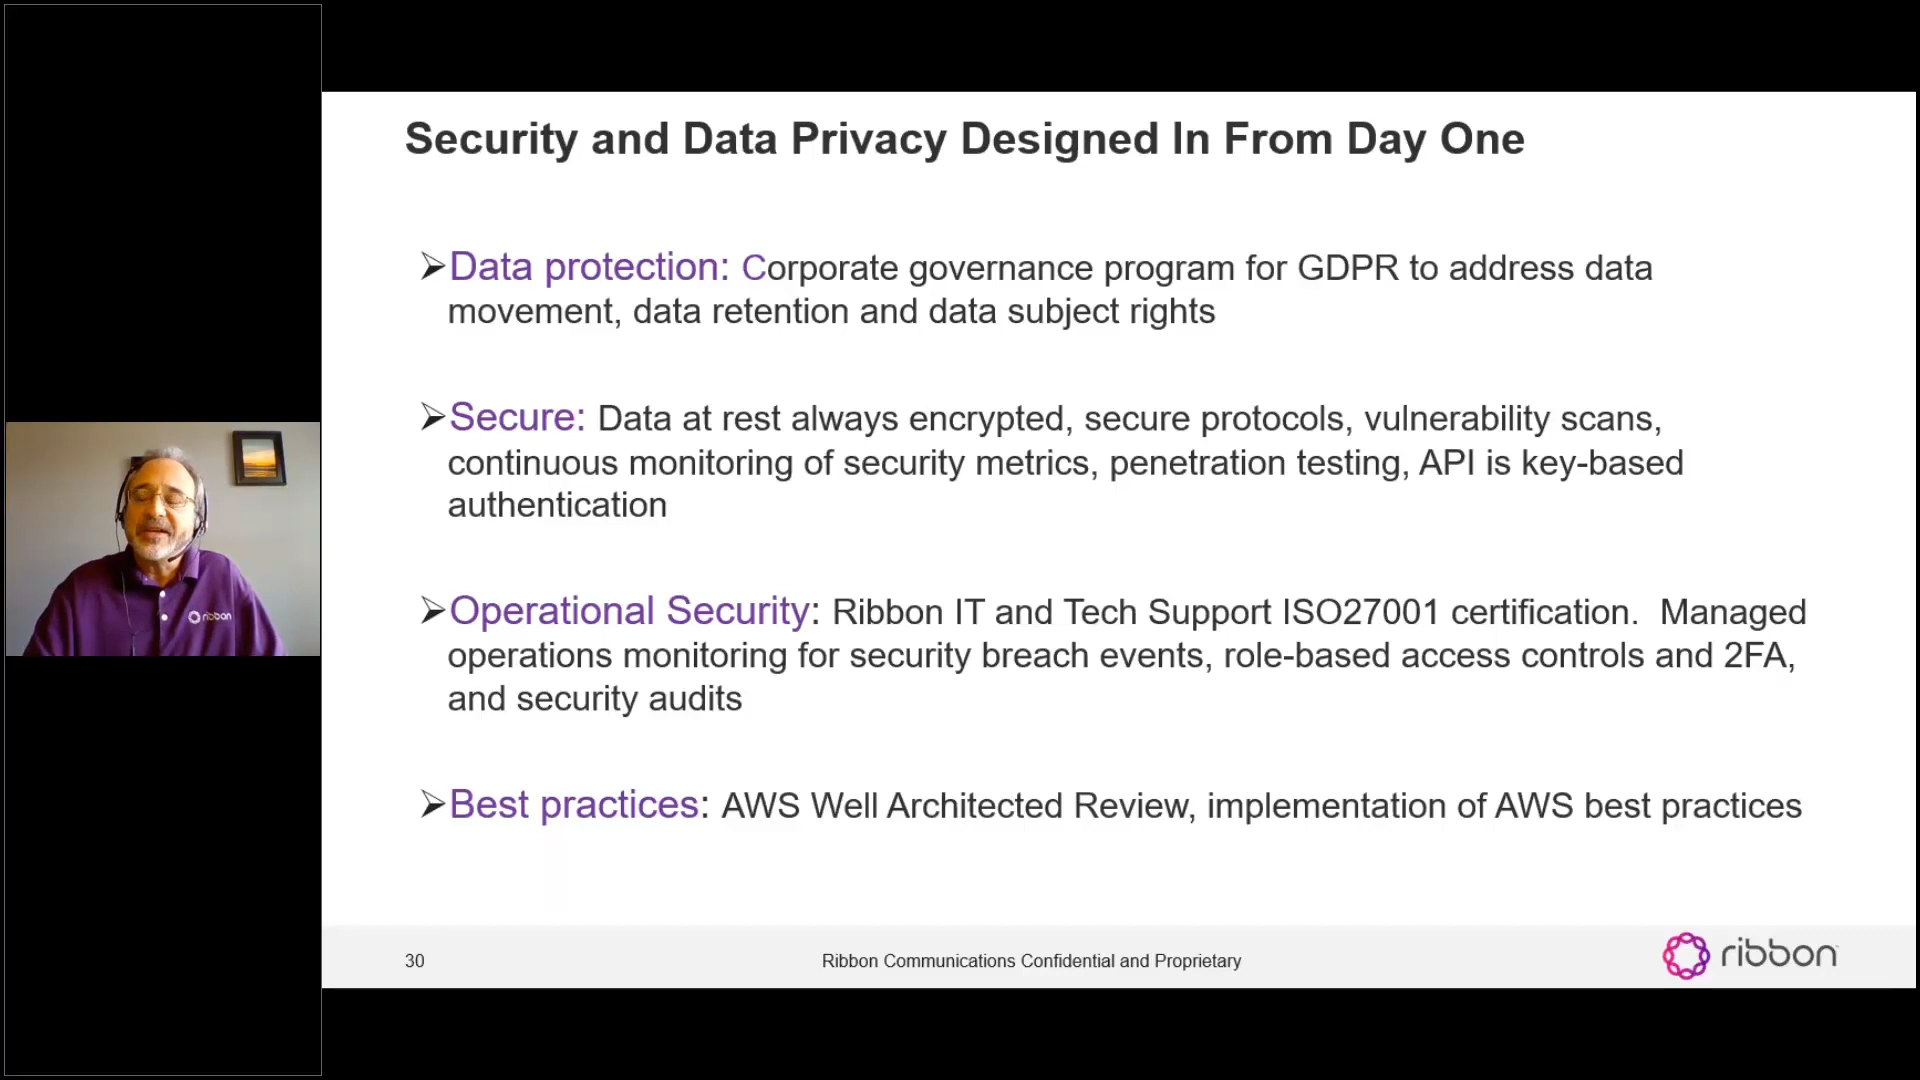 Security and Data Privacy Designed In From Day One
➢Data protection: Corporate governance program for GDPR to address data
movement, data retention and data subject rights
➢Secure: Data at rest always encrypted, secure protocols, vulnerability scans,
continuous monitoring of security metrics, penetration testing, API is key-based
authentication
➢Operational Security: Ribbon IT and Tech Support ISO27001 certification.  Managed
operations monitoring for security breach events, role-based access controls and 2FA,
and security audits
➢Best practices: AWS Well Architected Review, implementation of AWS best practices
ribbon
30
Ribbon Communications Confidential and Proprietary
ribbon